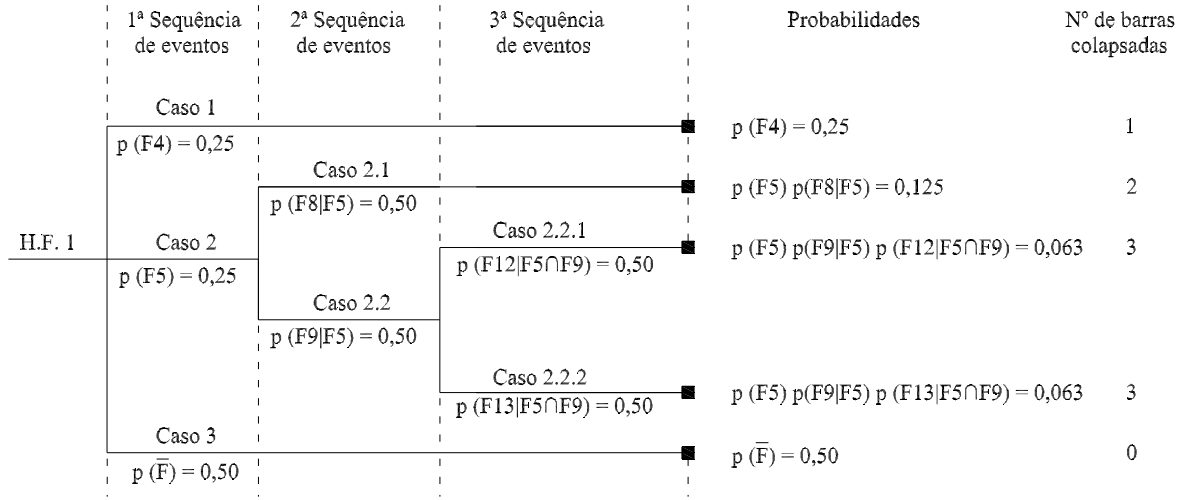 1ª Sequência de eventos
2ª Sequência de eventos
3ª Sequência de eventos
Probabilidades
Nº de barras colapsadas
Caso 1
p (F4) = 0,25
p (F4) = 0,25
1
Caso 2.1
p (F8|F5) = 0,50
p (F5) p(F8|F5) = 0,125
2
H.F. 1
Caso 2
p (F5) = 0,25
Caso 2.2.1
p (F12|F5∩F9) = 0,50
p (F5) p(F9|F5) p (F12|F5∩F9) = 0,063
3
Caso 2.2
p (F9|F5) = 0,50
Caso 2.2.2
p (F13|F5∩F9) = 0,50
p (F5) p(F9|F5) p (F13|F5∩F9) = 0,063
3
Caso 3
p (F̅) = 0,50
p (F̅) = 0,50
0